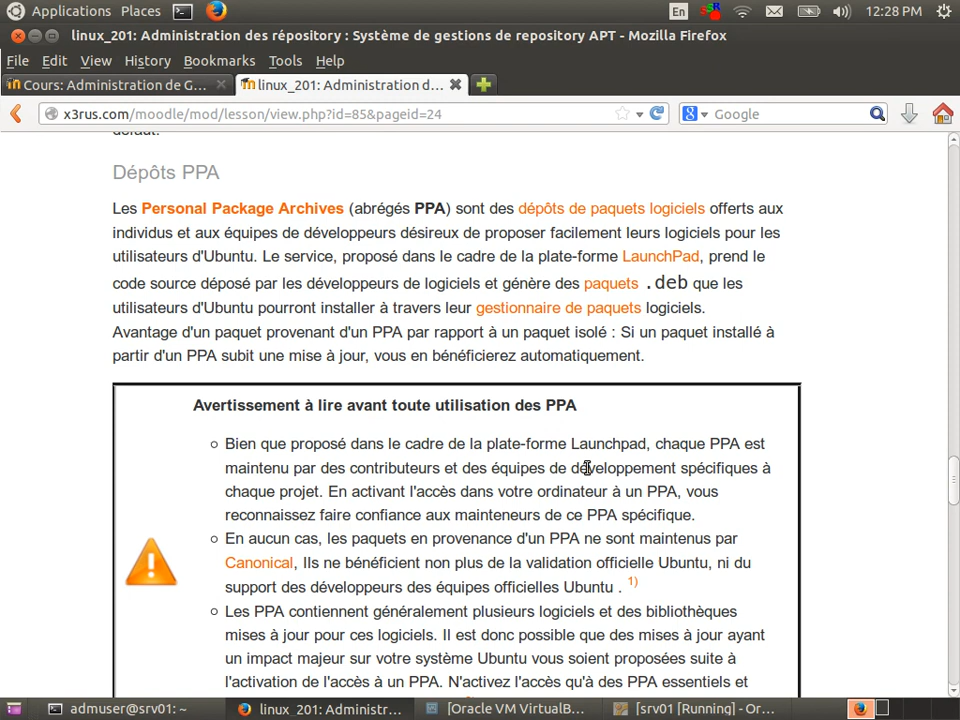 Applications Places En 12:28 PM
linux_201: Administration des répository : Système de gestions de repository APT - Mozilla Firefox
File Edit View History Bookmarks Tools Help
Cours: Administration de G... linux_201: Administration d...
x3rus.com/moodle/mod/lesson/view.php?id=85&pageid=24 Google
défaut.
Dépôts PPA
Les Personal Package Archives (abrégés PPA) sont des dépôts de paquets logiciels offerts aux
individus et aux équipes de développeurs désireux de proposer facilement leurs logiciels pour les
utilisateurs d'Ubuntu. Le service, proposé dans le cadre de la plate-forme LaunchPad, prend le
code source déposé par les développeurs de logiciels et génère des paquets .deb que les
utilisateurs d'Ubuntu pourront installer à travers leur gestionnaire de paquets logiciels.
Avantage d'un paquet provenant d'un PPA par rapport à un paquet isolé : Si un paquet installé à
partir d'un PPA subit une mise à jour, vous en bénéficierez automatiquement.
Avertissement à lire avant toute utilisation des PPA
Bien que proposé dans le cadre de la plate-forme Launchpad, chaque PPA est
maintenu par des contributeurs et des équipes de développement spécifiques à
chaque projet. En activant l'accès dans votre ordinateur à un PPA, vous
reconnaissez faire confiance aux mainteneurs de ce PPA spécifique.
En aucun cas, les paquets en provenance d'un PPA ne sont maintenus par
Canonical, Ils ne bénéficient non plus de la validation officielle Ubuntu, ni du
support des développeurs des équipes officielles Ubuntu . 1)
Les PPA contiennent généralement plusieurs logiciels et des bibliothèques
mises à jour pour ces logiciels. Il est donc possible que des mises à jour ayant
un impact majeur sur votre système Ubuntu vous soient proposées suite à
l'activation de l'accès à un PPA. N'activez l'accès qu'à des PPA essentiels et
admuser@srv01: ~ linux_201: Administr... [Oracle VM VirtualB... [srv01 [Running] - Or...